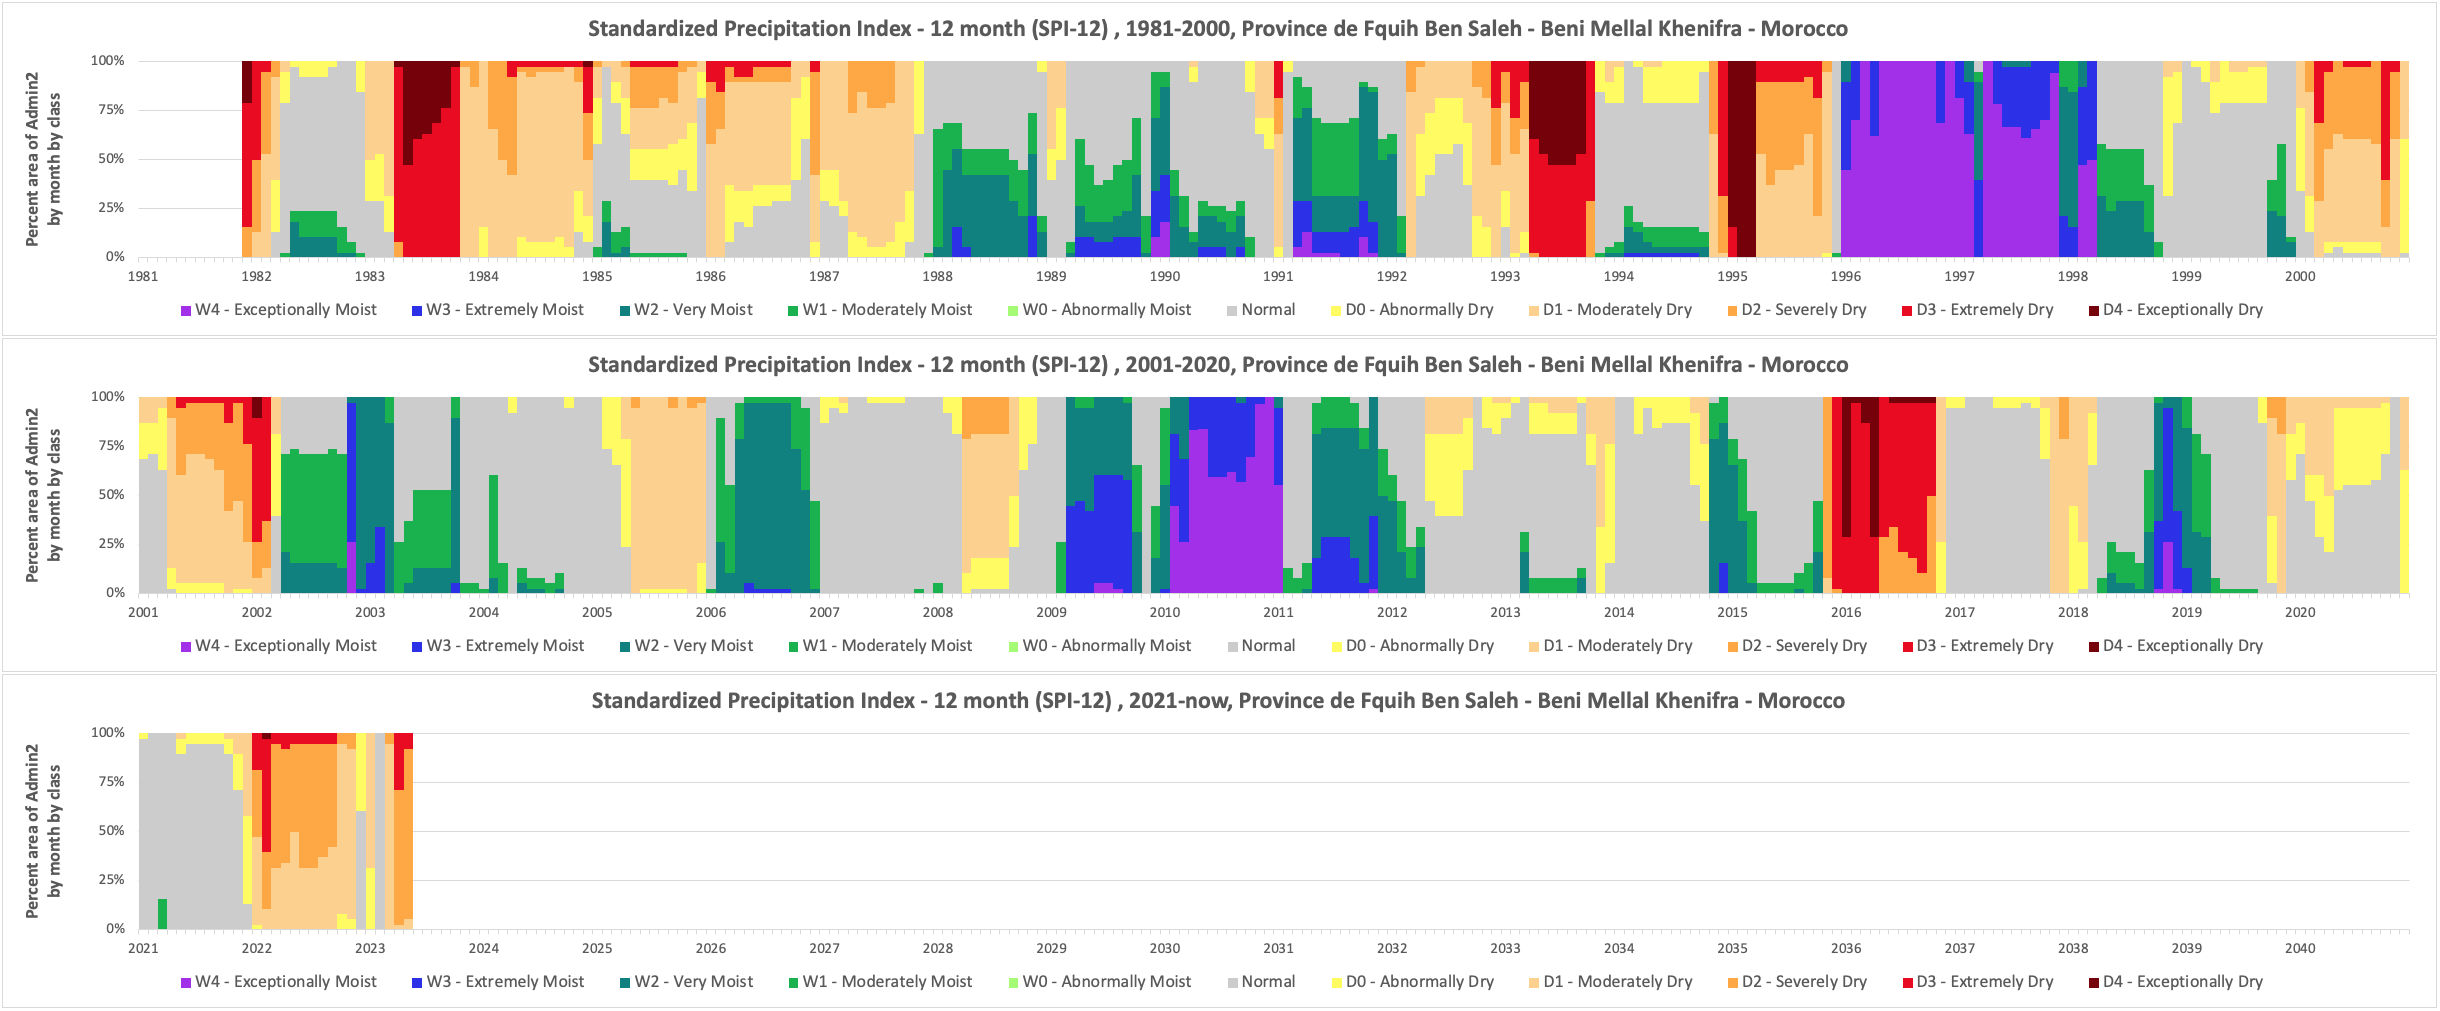 Standardized Precipitation Index - 12 month (SPI-12) , 1981-2000, Province de Fquih Ben Saleh - Beni Mellal Khenifra - Morocco
Percent area of Admin2
by month by class
100%
75%
50%
25%
0%
1981 1982 1983 1984 1985 1986 1987 1988 1989 1990 1991 1992 1993 1994 1995 1996 1997 1998 1999 2000
W4 - Exceptionally Moist W3 - Extremely Moist W2 - Very Moist W1 - Moderately Moist W0 - Abnormally Moist Normal D0 - Abnormally Dry D1 - Moderately Dry D2 - Severely Dry D3 - Extremely Dry D4 - Exceptionally Dry
Standardized Precipitation Index - 12 month (SPI-12) , 2001-2020, Province de Fquih Ben Saleh - Beni Mellal Khenifra - Morocco
Percent area of Admin2
by month by class
100%
75%
50%
25%
0%
2001 2002 2003 2004 2005 2006 2007 2008 2009 2010 2011 2012 2013 2014 2015 2016 2017 2018 2019 2020
W4 - Exceptionally Moist W3 - Extremely Moist W2 - Very Moist W1 - Moderately Moist W0 - Abnormally Moist Normal D0 - Abnormally Dry D1 - Moderately Dry D2 - Severely Dry D3 - Extremely Dry D4 - Exceptionally Dry
Standardized Precipitation Index - 12 month (SPI-12) , 2021-now, Province de Fquih Ben Saleh - Beni Mellal Khenifra - Morocco
Percent area of Admin2
by month by class
100%
75%
50%
25%
0%
2021 2022 2023 2024 2025 2026 2027 2028 2029 2030 2031 2032 2033 2034 2035 2036 2037 2038 2039 2040
W4 - Exceptionally Moist W3 - Extremely Moist W2 - Very Moist W1 - Moderately Moist W0 - Abnormally Moist Normal D0 - Abnormally Dry D1 - Moderately Dry D2 - Severely Dry D3 - Extremely Dry D4 - Exceptionally Dry